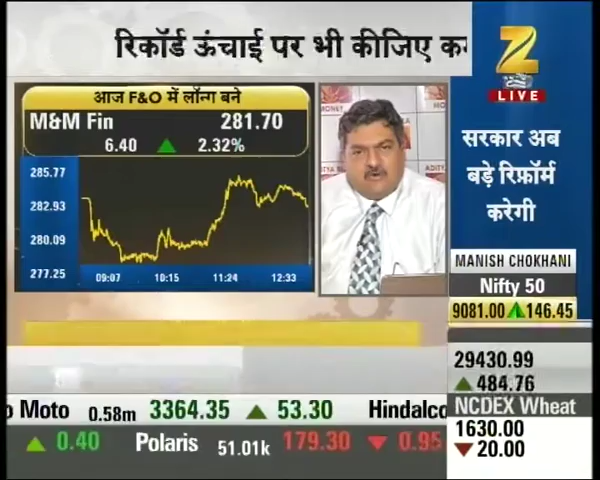 रिकॉर्ड ऊंचाई पर भी कीजिए
Z
LIVE
आज F&O में लॉन्ग बने
M&M Fin 281.70
6.40 ▲ 2.32%
285.77
282.93
280.09
277.25
09:07 10:15 11:24 12:33
MONEY
ADITYA
सरकार अब
बड़े रिफ्रॉर्म
करेगी
MANISH CHOKHANI
Nifty 50
9081.00 ▲ 146.45
29430.99
▲ 484.76
NCDEX Wheat
1630.00
▼ 20.00
o Moto 0.58m 3364.35 ▲ 53.30 Hindalco
▲ 0.40 Polaris 51.01k 179.30 ▼ 0.95